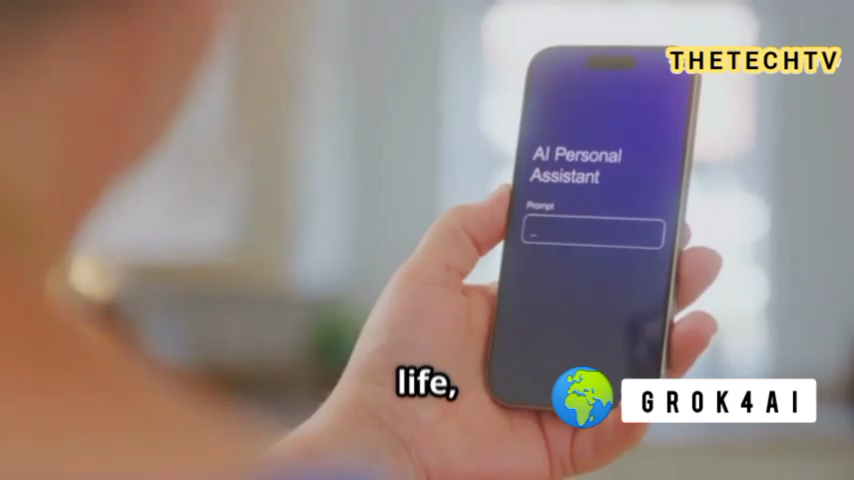 THETECHTV
AI Personal
Assistant
Prompt
_
life,
GROK4AI